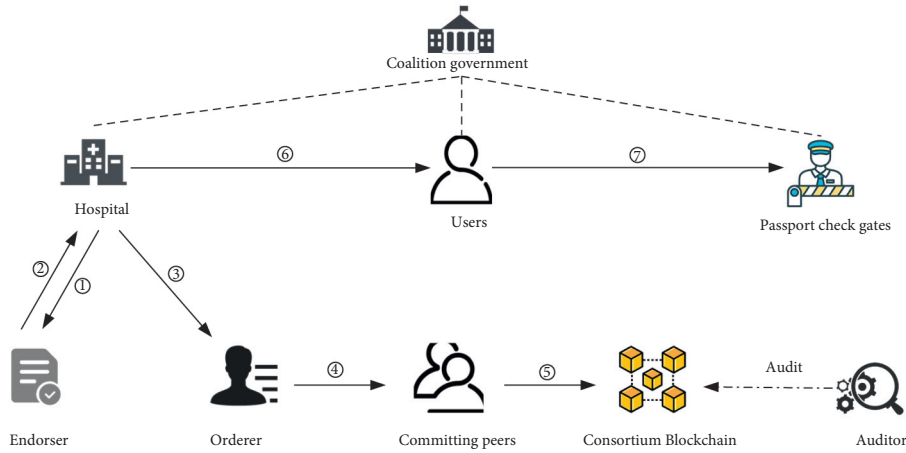 Coalition government
⑥
⑦
Hospital
Users
Passport check gates
②
①
③
④
⑤
Audit
Endorser
Orderer
Committing peers
Consortium Blockchain
Auditor